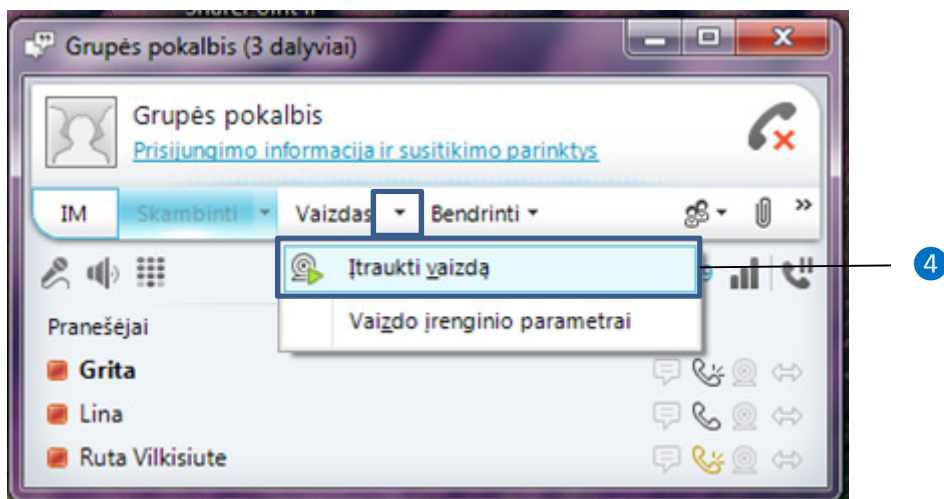 Grupės pokalbis (3 dalyviai)
Grupės pokalbis
Prisijungimo informacija ir susitikimo parinktys
IM Skambinti Vaizdas Bendrinti »
Įtraukti vaizdą
4
Vaizdo įrenginio parametrai
Pranešėjai
Grita
Lina
Ruta Vilkisiute